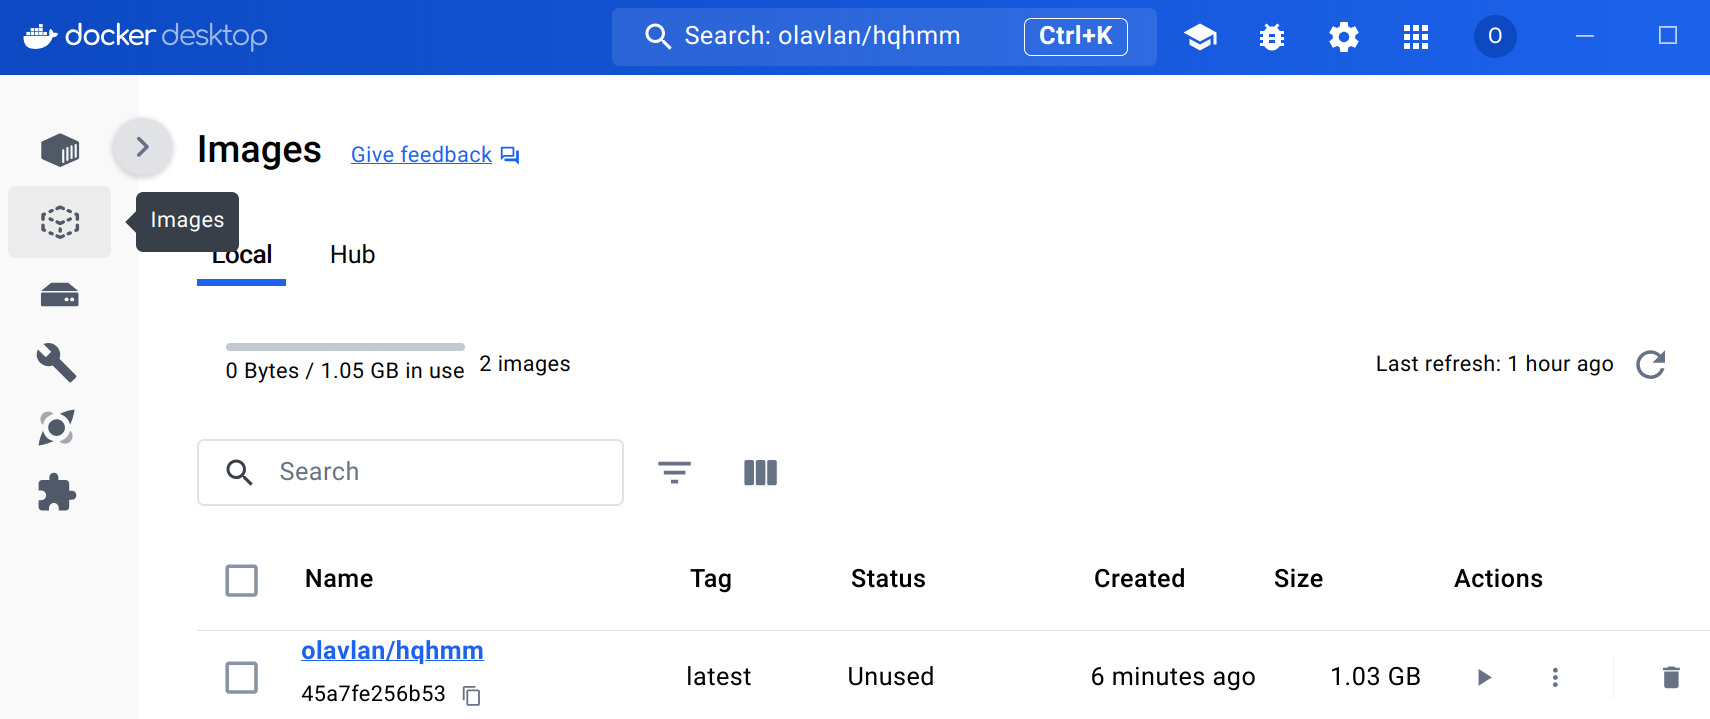 docker desktop
Search: olavlan/hqhmm Ctrl+K
O
Images Give feedback
Images
Local Hub
0 Bytes / 1.05 GB in use 2 images
Last refresh: 1 hour ago
Search
Name Tag Status Created Size Actions
olavlan/hqhmm
latest Unused 6 minutes ago 1.03 GB
45a7fe256b53